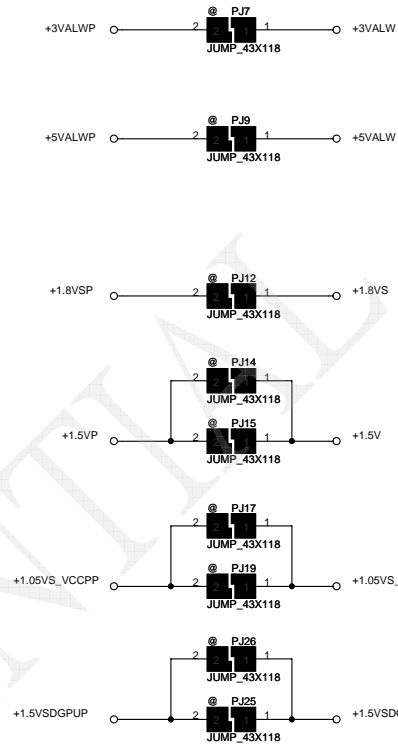 @ PJ7
+3VALWP 2 2 1 1 +3VALW
JUMP_43X118
@ PJ9
+5VALWP 2 2 1 1 +5VALW
JUMP_43X118
@ PJ12
+1.8VSP 2 2 1 1 +1.8VS
JUMP_43X118
@ PJ14
2 2 1 1
JUMP_43X118
@ PJ15
+1.5VP 2 2 1 1 +1.5V
JUMP_43X118
@ PJ17
2 2 1 1
JUMP_43X118
@ PJ19
+1.05VS_VCCPP 2 2 1 1 +1.05VS_
JUMP_43X118
@ PJ26
2 2 1 1
JUMP_43X118
@ PJ25
+1.5VSDGPUP 2 2 1 1
JUMP_43X118